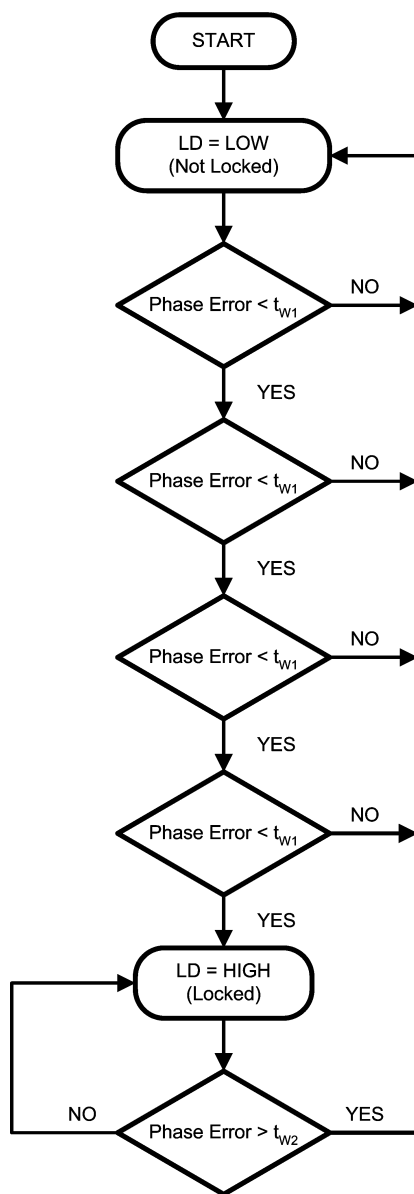 START
LD = LOW
(Not Locked)
Phase Error < tW1
NO
YES
Phase Error < tW1
NO
YES
Phase Error < tW1
NO
YES
Phase Error < tW1
NO
YES
LD = HIGH
(Locked)
NO
Phase Error > tW2
YES